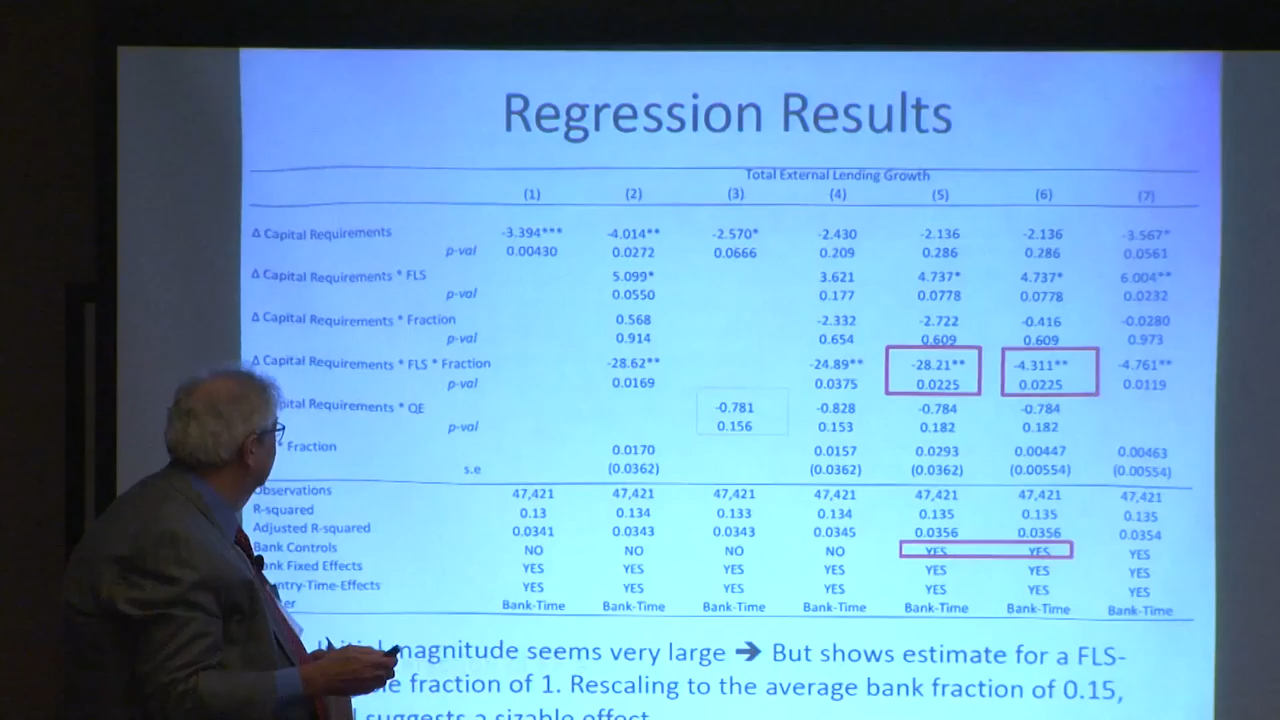 Regression Results
Total External Lending Growth
(1) (2) (3) (4) (5) (6) (7)
Δ Capital Requirements -3.394*** -4.014** -2.570* -2.430 -2.136 -2.136 -3.567*
p-val 0.00430 0.0272 0.0666 0.209 0.286 0.286 0.0561
Δ Capital Requirements * FLS 5.099* 3.621 4.737* 4.737* 6.004**
p-val 0.0550 0.177 0.0778 0.0778 0.0232
Δ Capital Requirements * Fraction 0.568 -2.332 -2.722 -0.416 -0.0280
p-val 0.914 0.654 0.609 0.609 0.973
Δ Capital Requirements * FLS * Fraction -28.62** -24.89** -28.21** -4.311** -4.761**
p-val 0.0169 0.0375 0.0225 0.0225 0.0119
pital Requirements * QE -0.781 -0.828 -0.784 -0.784
p-val 0.156 0.153 0.182 0.182
* Fraction 0.0170 0.0157 0.0293 0.00447 0.00463
s.e (0.0362) (0.0362) (0.0362) (0.00554) (0.00554)
Observations 47,421 47,421 47,421 47,421 47,421 47,421 47,421
R-squared 0.13 0.134 0.133 0.134 0.135 0.135 0.135
Adjusted R-squared 0.0341 0.0343 0.0343 0.0345 0.0356 0.0356 0.0354
Bank Controls NO NO NO NO YES YES YES
nk Fixed Effects YES YES YES YES YES YES YES
ntry-Time-Effects YES YES YES YES YES YES YES
er Bank-Time Bank-Time Bank-Time Bank-Time Bank-Time Bank-Time Bank-Time
Initial magnitude seems very large ➔ But shows estimate for a FLS-
e fraction of 1. Rescaling to the average bank fraction of 0.15,
suggests a sizable effect